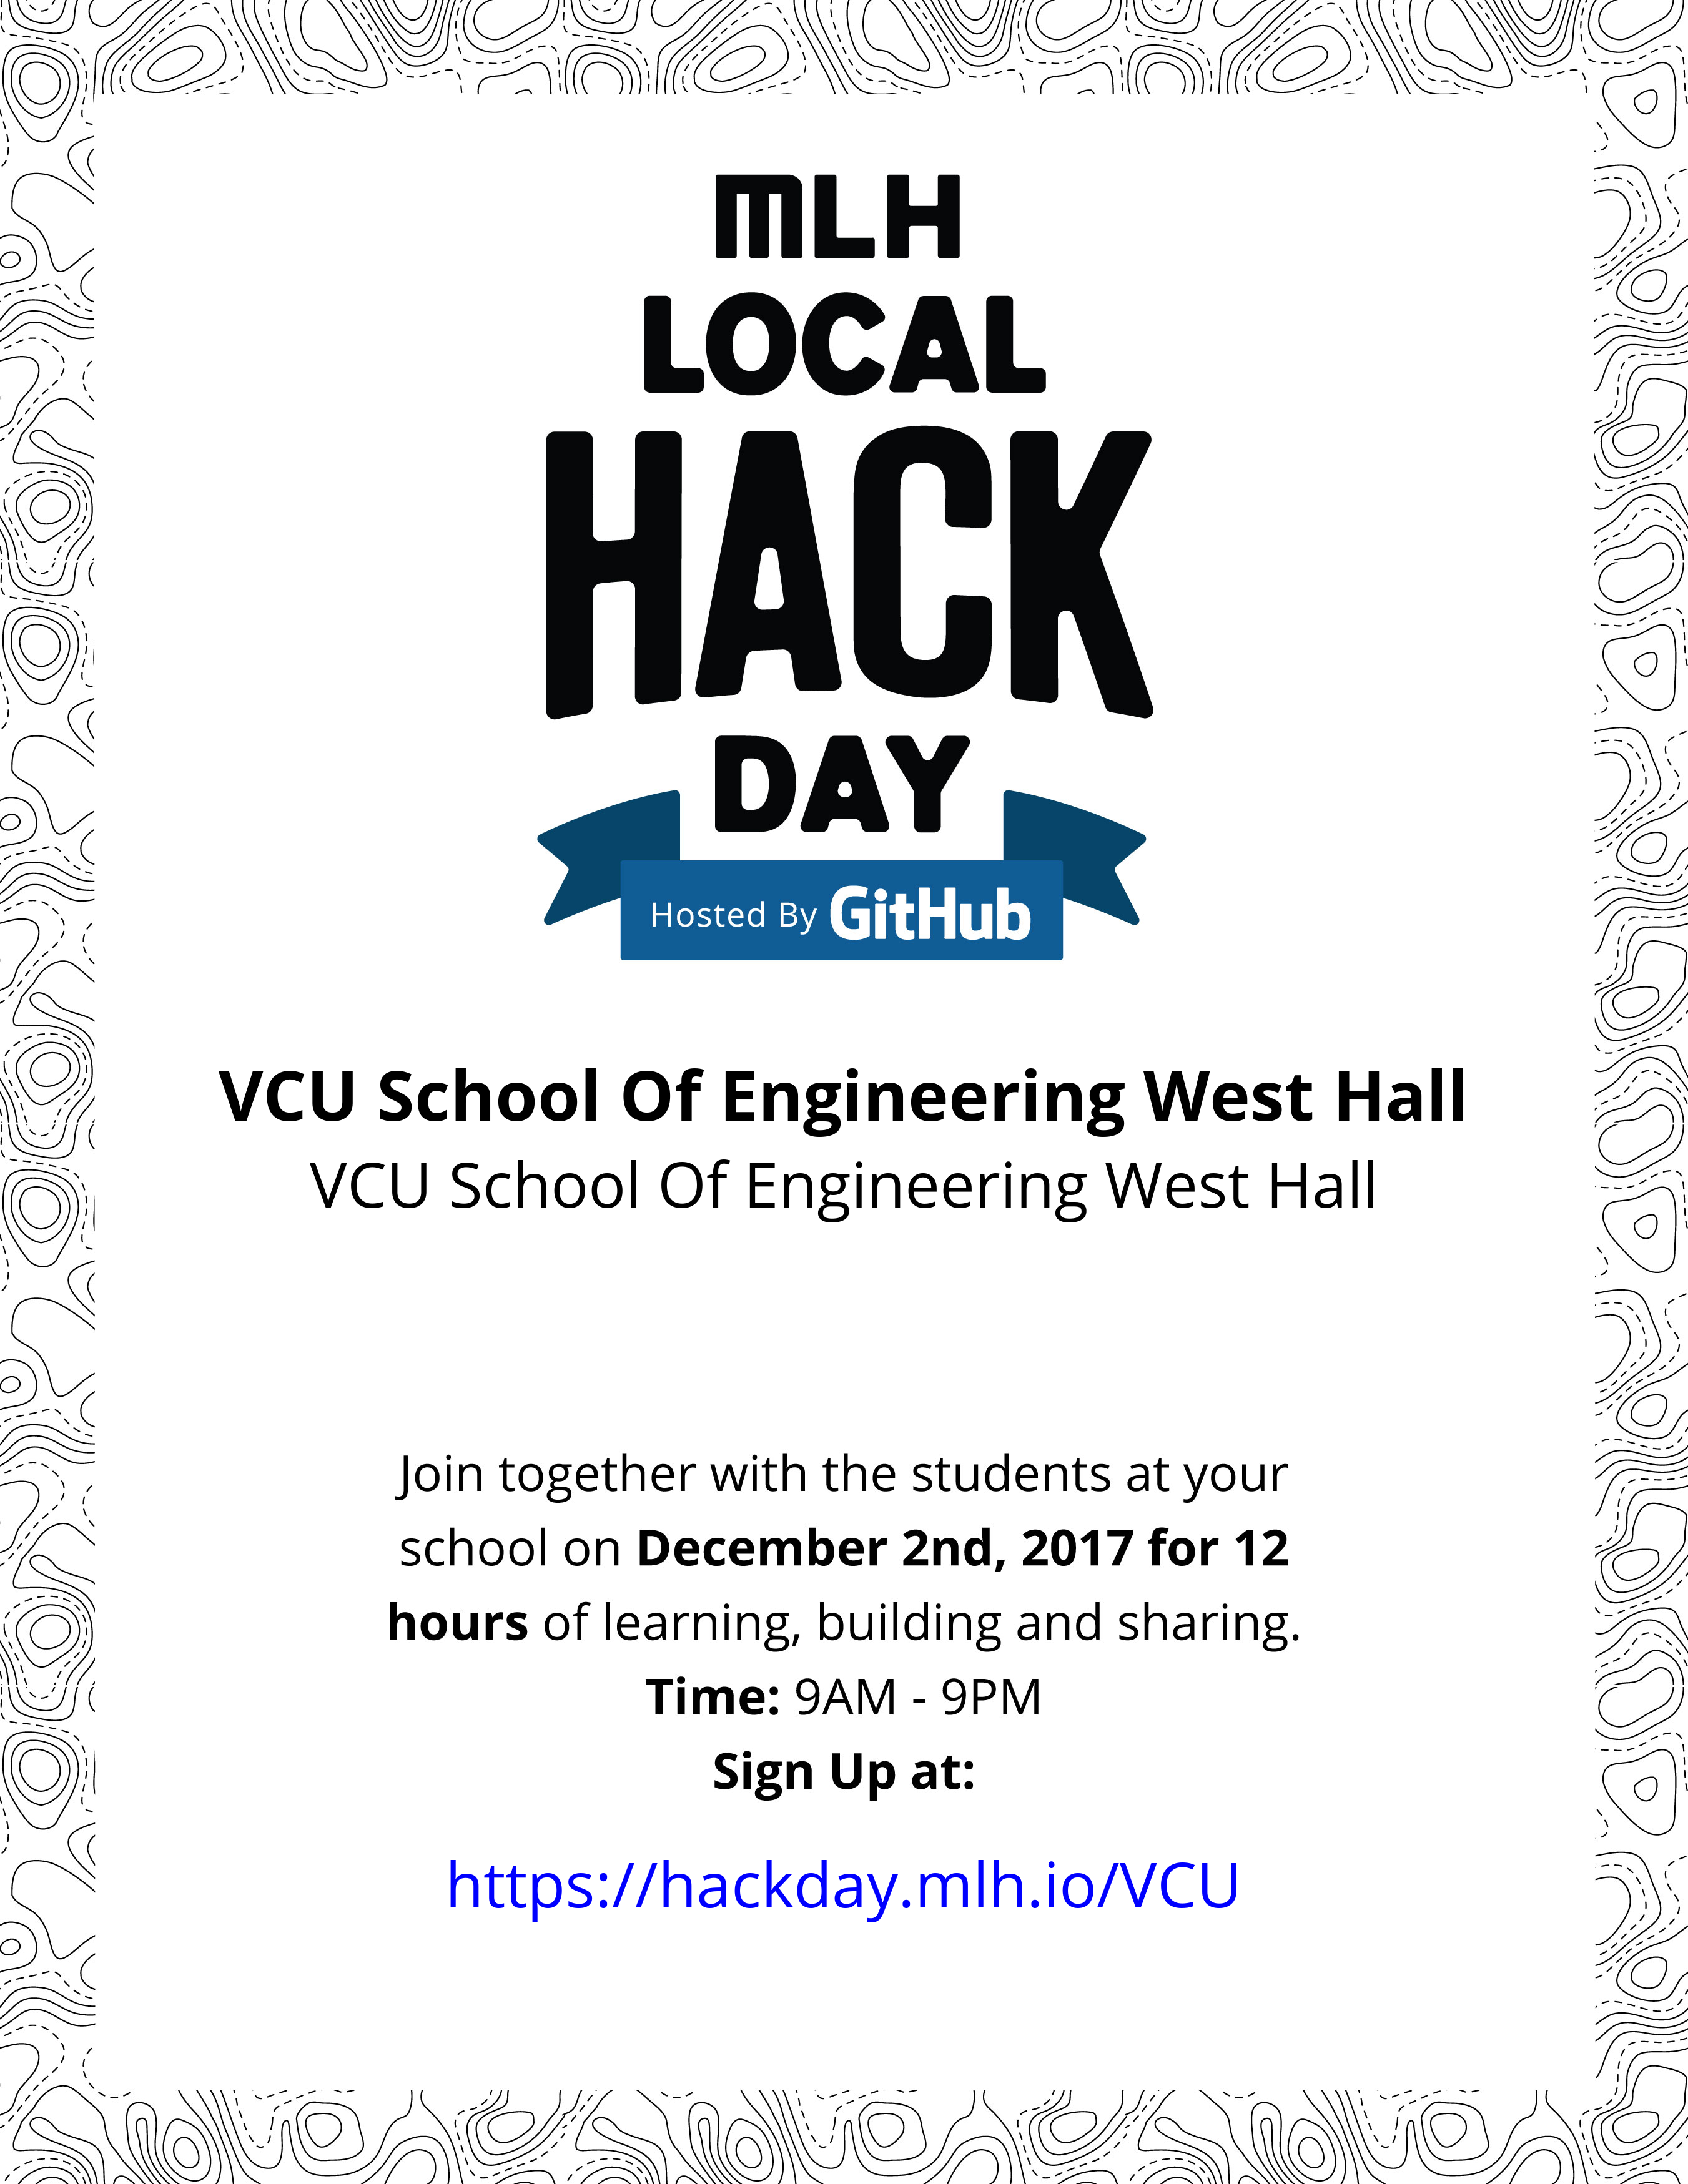 MLH
LOCAL
HACK
DAY
Hosted By GitHub
VCU School Of Engineering West Hall
VCU School Of Engineering West Hall
Join together with the students at your
school on December 2nd, 2017 for 12
hours of learning, building and sharing.
Time: 9AM - 9PM
Sign Up at:
https://hackday.mlh.io/VCU